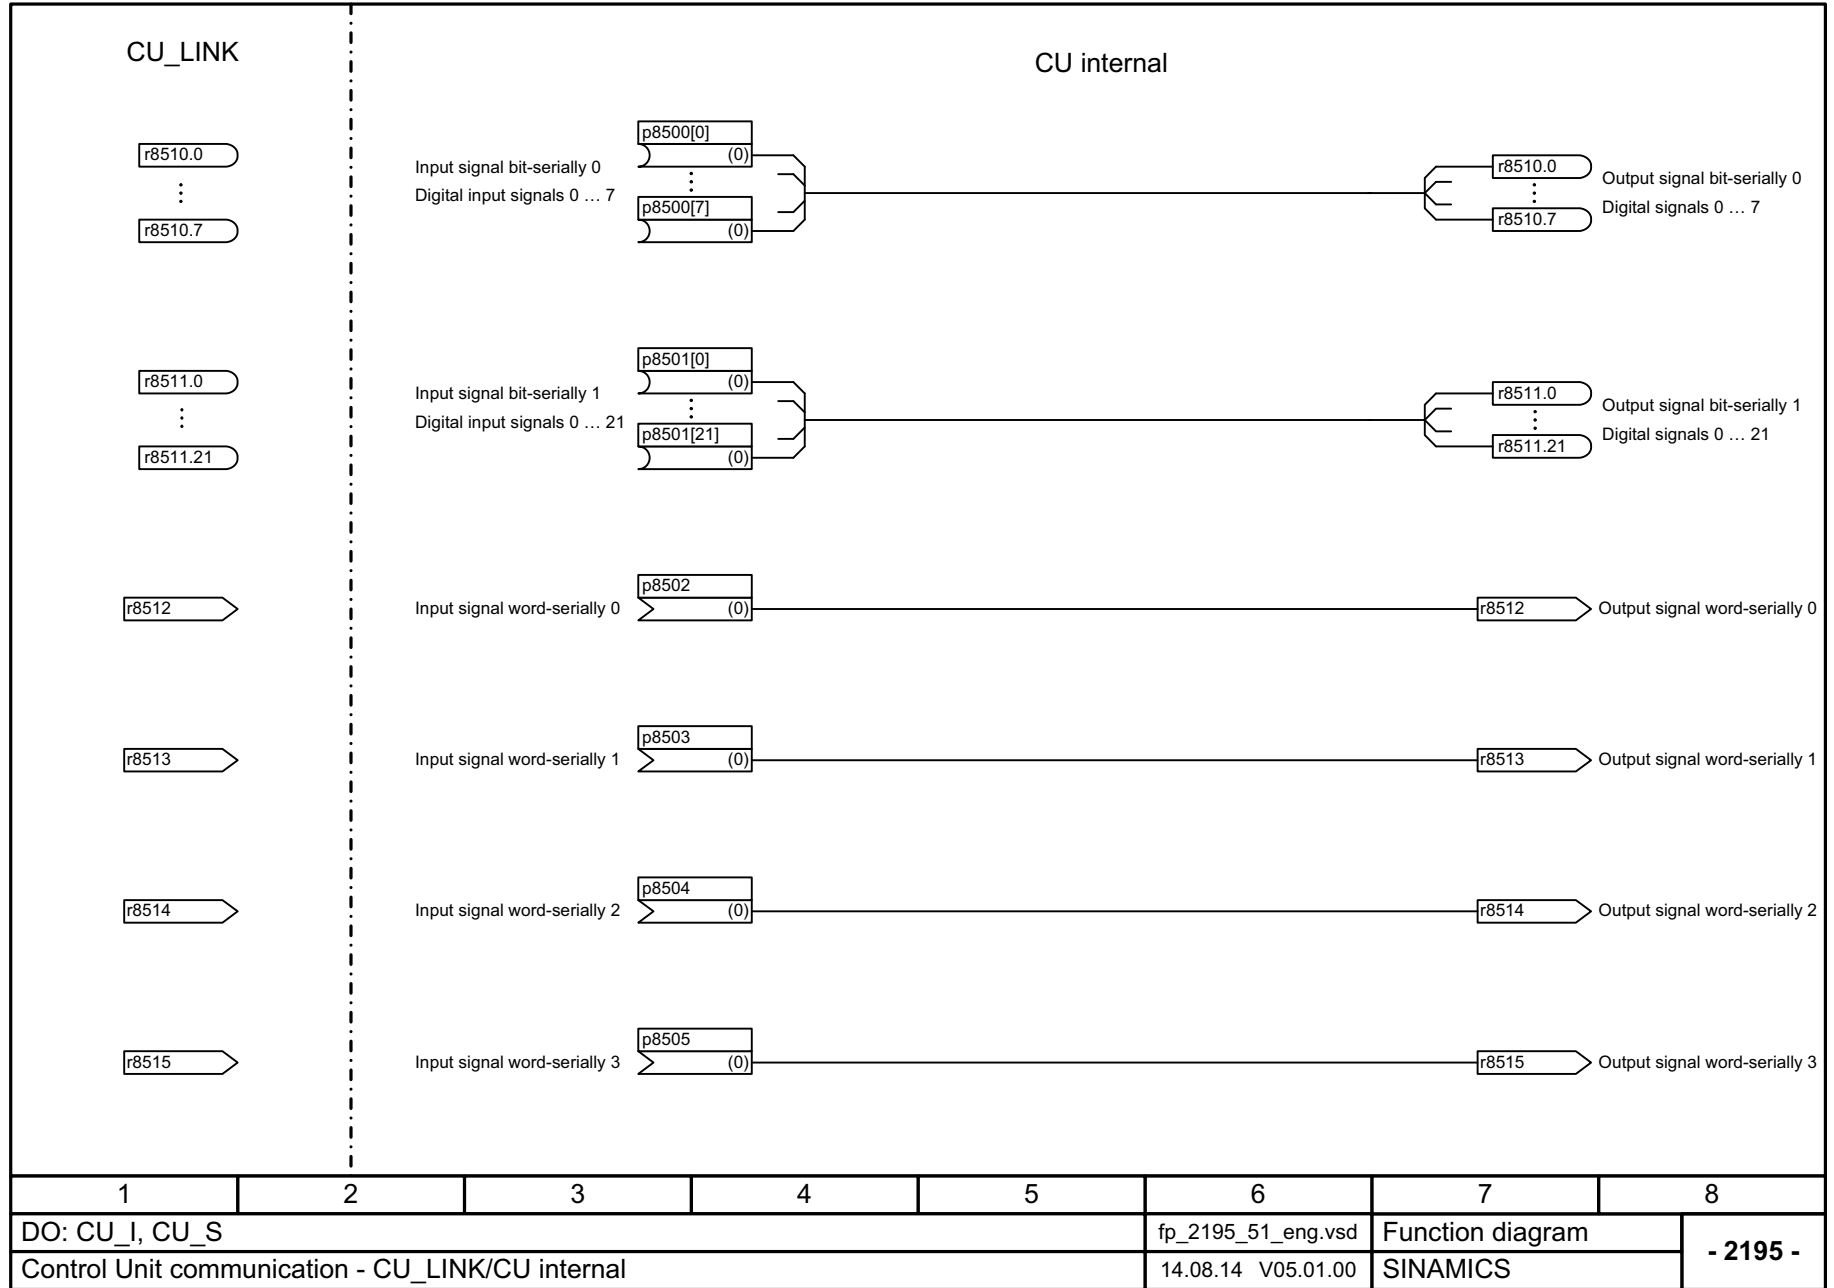 CU_LINK
CU internal
r8510.0
r8510.7
Input signal bit-serially 0
Digital input signals 0 … 7
p8500[0]
(0)
p8500[7]
(0)
r8510.0
r8510.7
Output signal bit-serially 0
Digital signals 0 … 7
r8511.0
r8511.21
Input signal bit-serially 1
Digital input signals 0 … 21
p8501[0]
(0)
p8501[21]
(0)
r8511.0
r8511.21
Output signal bit-serially 1
Digital signals 0 … 21
r8512
Input signal word-serially 0
p8502
(0)
r8512
Output signal word-serially 0
r8513
Input signal word-serially 1
p8503
(0)
r8513
Output signal word-serially 1
r8514
Input signal word-serially 2
p8504
(0)
r8514
Output signal word-serially 2
r8515
Input signal word-serially 3
p8505
(0)
r8515
Output signal word-serially 3
1 2 3 4 5 6 7 8
DO: CU_I, CU_S
fp_2195_51_eng.vsd
Function diagram
- 2195 -
Control Unit communication - CU_LINK/CU internal
14.08.14 V05.01.00
SINAMICS